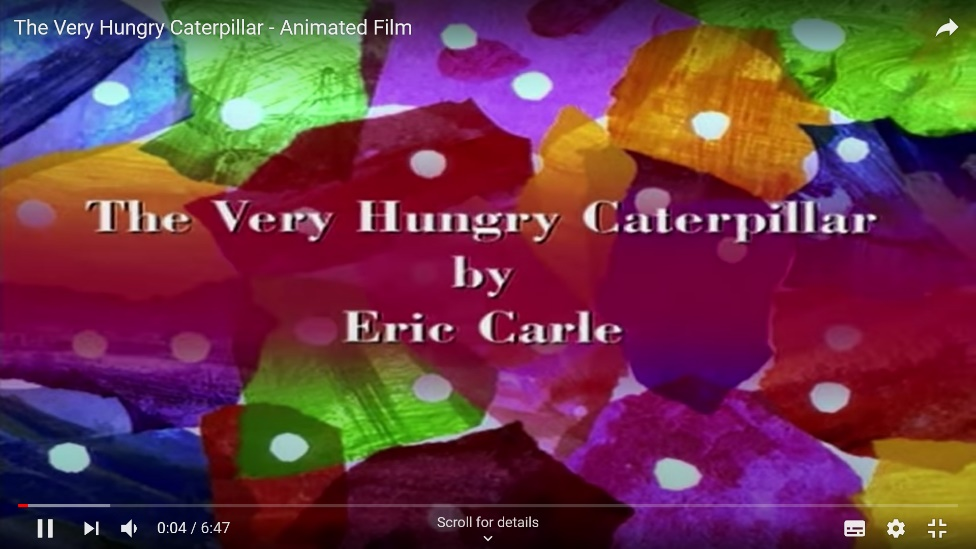 The Very Hungry Caterpillar - Animated Film
The Very Hungry Caterpillar
by
Eric Carle
0:04 / 6:47
Scroll for details